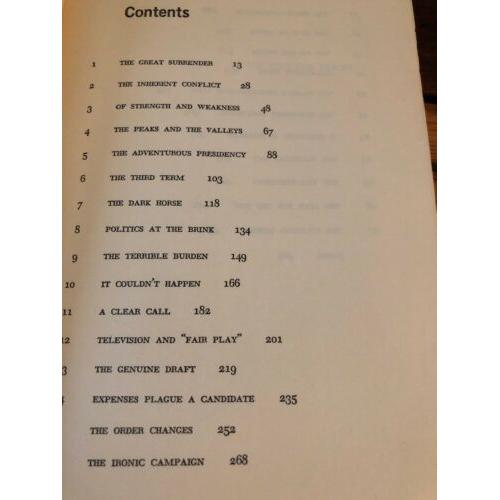 Contents
1 THE GREAT SURRENDER 13
2 THE INHERENT CONFLICT 28
3 OF STRENGTH AND WEAKNESS 48
4 THE PEAKS AND THE VALLEYS 67
5 THE ADVENTUROUS PRESIDENCY 88
6 THE THIRD TERM 103
7 THE DARK HORSE 118
8 POLITICS AT THE BRINK 134
9 THE TERRIBLE BURDEN 149
10 IT COULDN'T HAPPEN 166
11 A CLEAR CALL 182
12 TELEVISION AND "FAIR PLAY" 201
3 THE GENUINE DRAFT 219
EXPENSES PLAGUE A CANDIDATE 235
THE ORDER CHANGES 252
THE IRONIC CAMPAIGN 268